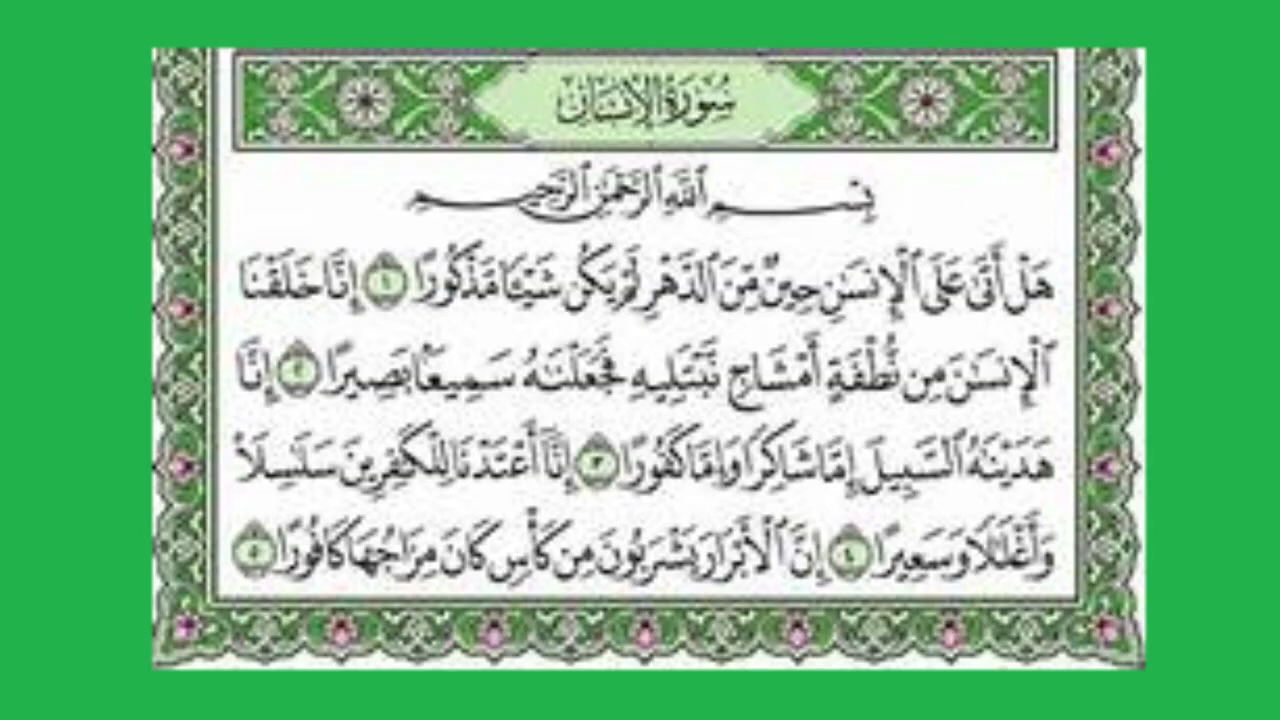 سُورَةُ الإِنسَان
بِسْمِ ٱللَّهِ ٱلرَّحْمَٰنِ ٱلرَّحِيمِ
هَلْ أَتَىٰ عَلَى ٱلْإِنسَٰنِ حِينٌ مِّنَ ٱلدَّهْرِ لَمْ يَكُن شَيْـًٔا مَّذْكُورًا ١ إِنَّا خَلَقْنَا
ٱلْإِنسَٰنَ مِن نُّطْفَةٍ أَمْشَاجٍ نَّبْتَلِيهِ فَجَعَلْنَٰهُ سَمِيعًۢا بَصِيرًا ٢ إِنَّا
هَدَيْنَٰهُ ٱلسَّبِيلَ إِمَّا شَاكِرًا وَإِمَّا كَفُورًا ٣ إِنَّآ أَعْتَدْنَا لِلْكَٰفِرِينَ سَلَٰسِلَا۟
وَأَغْلَٰلًا وَسَعِيرًا ٤ إِنَّ ٱلْأَبْرَارَ يَشْرَبُونَ مِن كَأْسٍ كَانَ مِزَاجُهَا كَافُورًا ٥